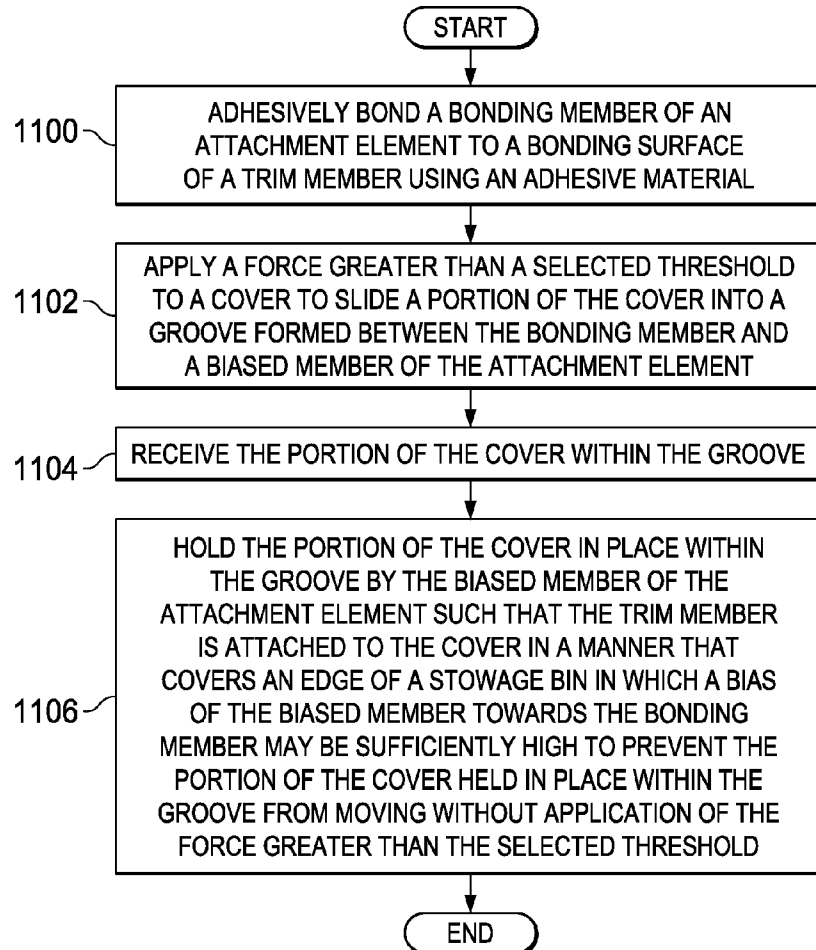 START
1100
ADHESIVELY BOND A BONDING MEMBER OF AN
ATTACHMENT ELEMENT TO A BONDING SURFACE
OF A TRIM MEMBER USING AN ADHESIVE MATERIAL
1102
APPLY A FORCE GREATER THAN A SELECTED THRESHOLD
TO A COVER TO SLIDE A PORTION OF THE COVER INTO A
GROOVE FORMED BETWEEN THE BONDING MEMBER AND
A BIASED MEMBER OF THE ATTACHMENT ELEMENT
1104
RECEIVE THE PORTION OF THE COVER WITHIN THE GROOVE
1106
HOLD THE PORTION OF THE COVER IN PLACE WITHIN
THE GROOVE BY THE BIASED MEMBER OF THE
ATTACHMENT ELEMENT SUCH THAT THE TRIM MEMBER
IS ATTACHED TO THE COVER IN A MANNER THAT
COVERS AN EDGE OF A STOWAGE BIN IN WHICH A BIAS
OF THE BIASED MEMBER TOWARDS THE BONDING
MEMBER MAY BE SUFFICIENTLY HIGH TO PREVENT THE
PORTION OF THE COVER HELD IN PLACE WITHIN THE
GROOVE FROM MOVING WITHOUT APPLICATION OF THE
FORCE GREATER THAN THE SELECTED THRESHOLD
END